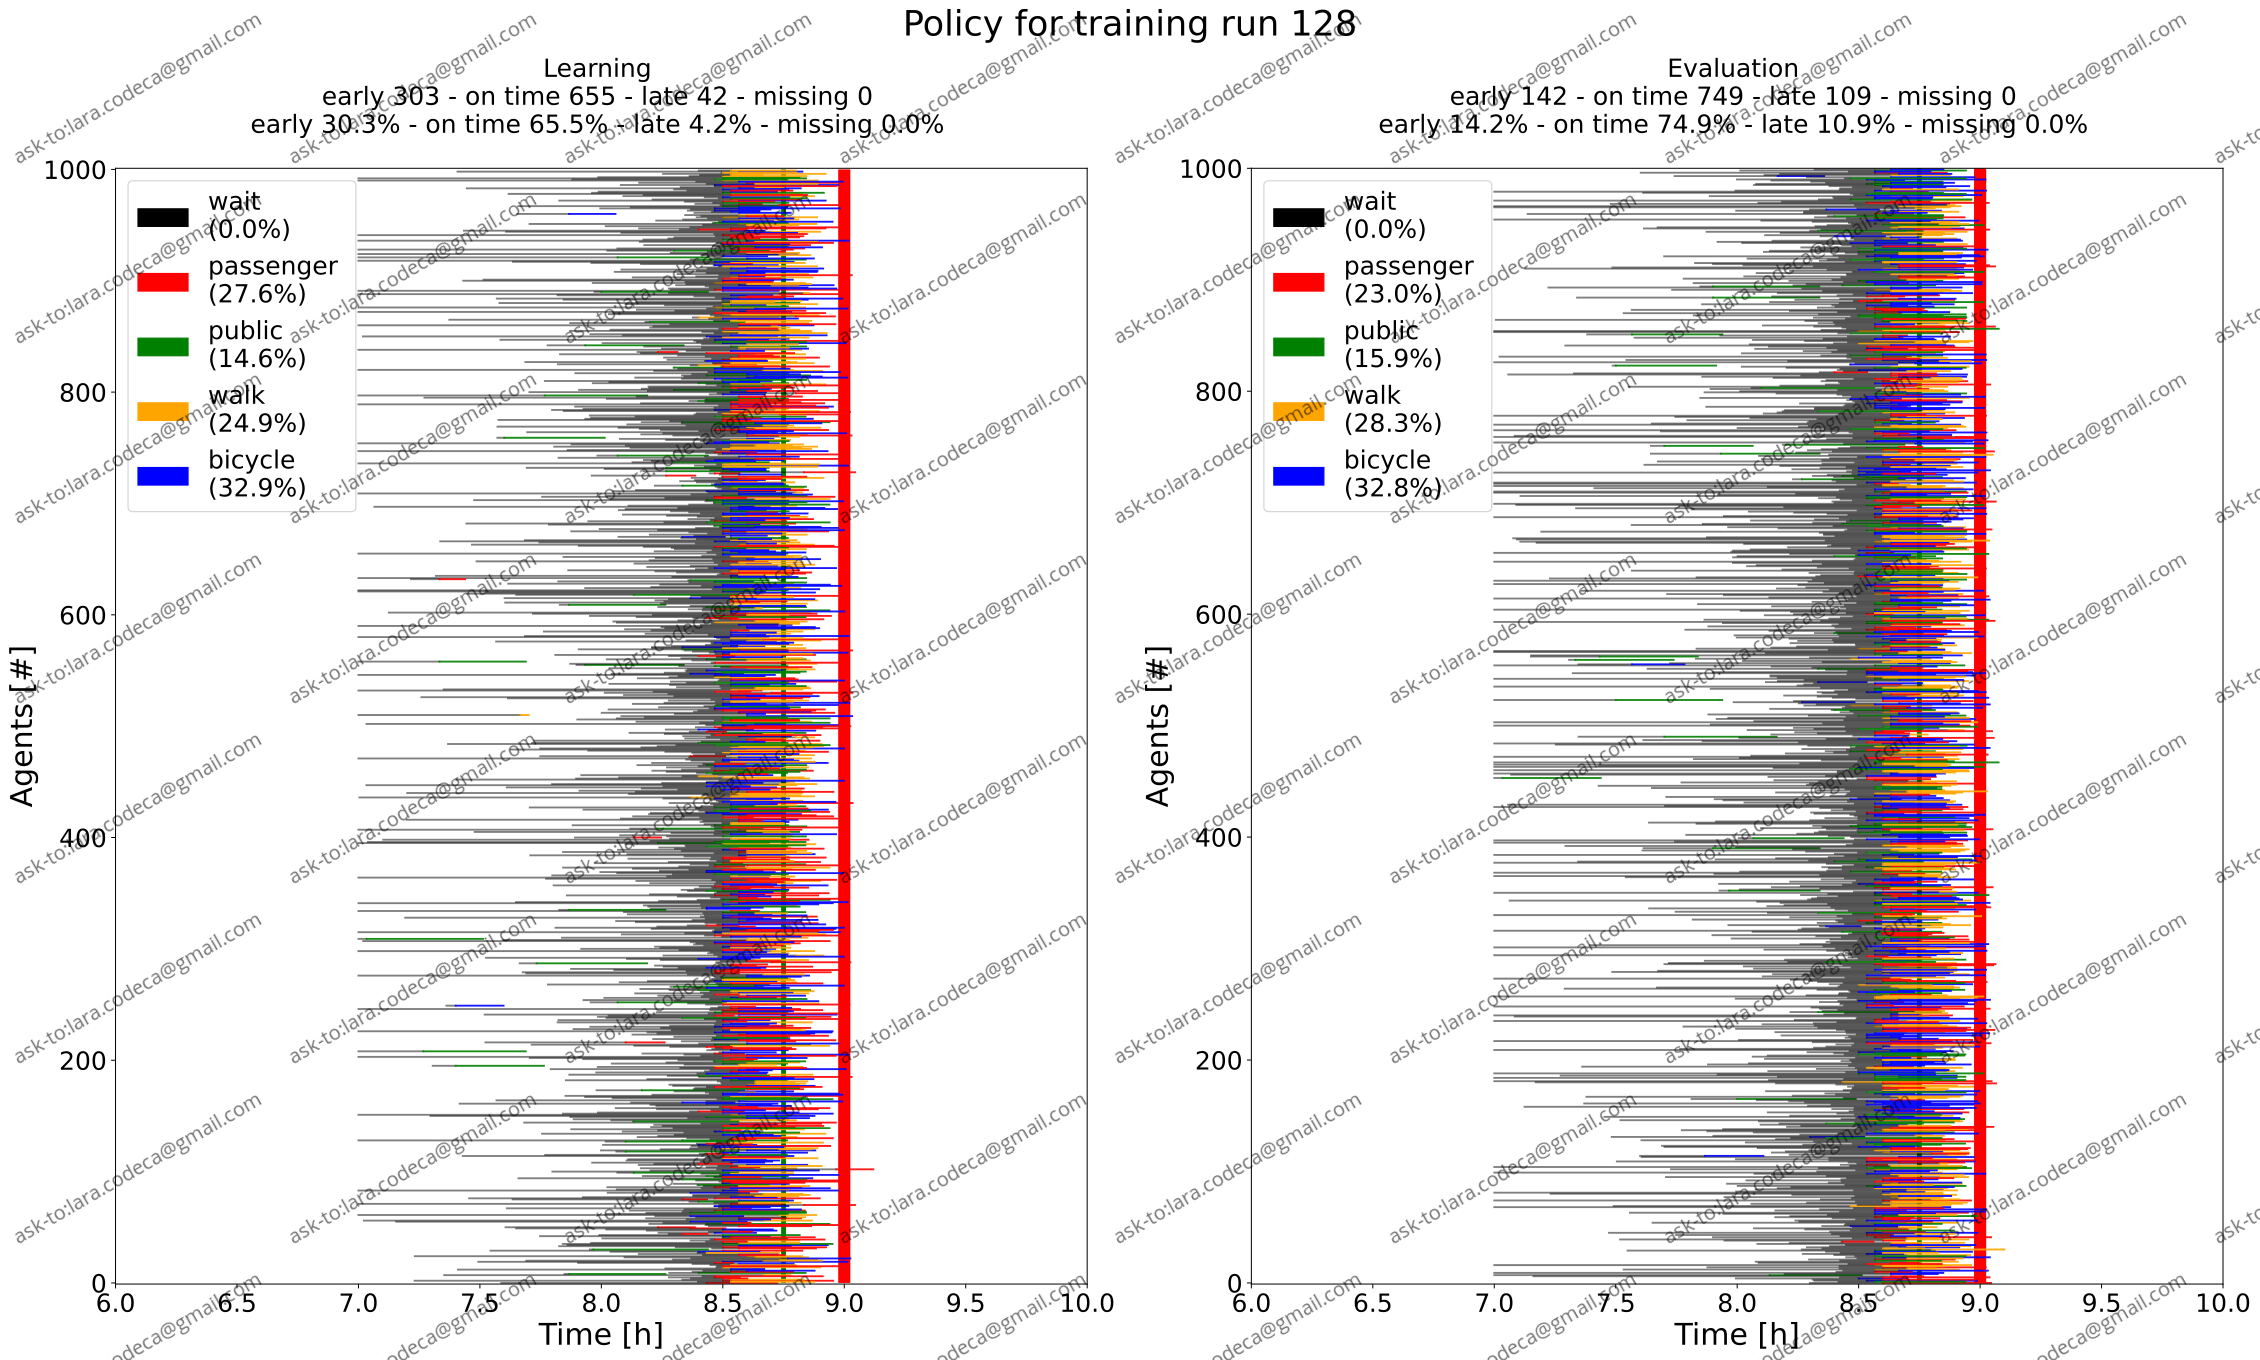 Policy for training run 128
Learning
early 303 - on time 655 - late 42 - missing 0
early 30.3% - on time 65.5% - late 4.2% - missing 0.0%
1000
800
600
400
200
0
Agents [#]
wait
(0.0%)
passenger
(27.6%)
public
(14.6%)
walk
(24.9%)
bicycle
(32.9%)
6.0 6.5 7.0 7.5 8.0 8.5 9.0 9.5 10.0
Time [h]
Evaluation
early 142 - on time 749 - late 109 - missing 0
early 14.2% - on time 74.9% - late 10.9% - missing 0.0%
1000
800
600
400
200
0
Agents [#]
wait
(0.0%)
passenger
(23.0%)
public
(15.9%)
walk
(28.3%)
bicycle
(32.8%)
6.0 6.5 7.0 7.5 8.0 8.5 9.0 9.5 10.0
Time [h]
ask-to:lara.codeca@gmail.com